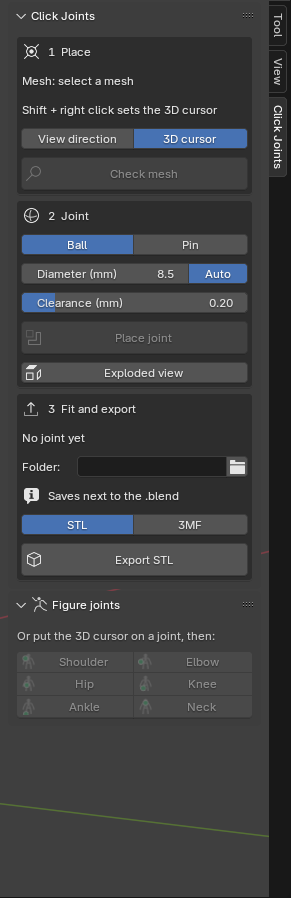 Click Joints
1 Place
Mesh: select a mesh
Shift + right click sets the 3D cursor
View direction 3D cursor
Check mesh
2 Joint
Ball Pin
Diameter (mm) 8.5 Auto
Clearance (mm) 0.20
Place joint
Exploded view
3 Fit and export
No joint yet
Folder:
Saves next to the .blend
STL 3MF
Export STL
Figure joints
Or put the 3D cursor on a joint, then:
Shoulder Elbow
Hip Knee
Ankle Neck
Tool
View
Click Joints